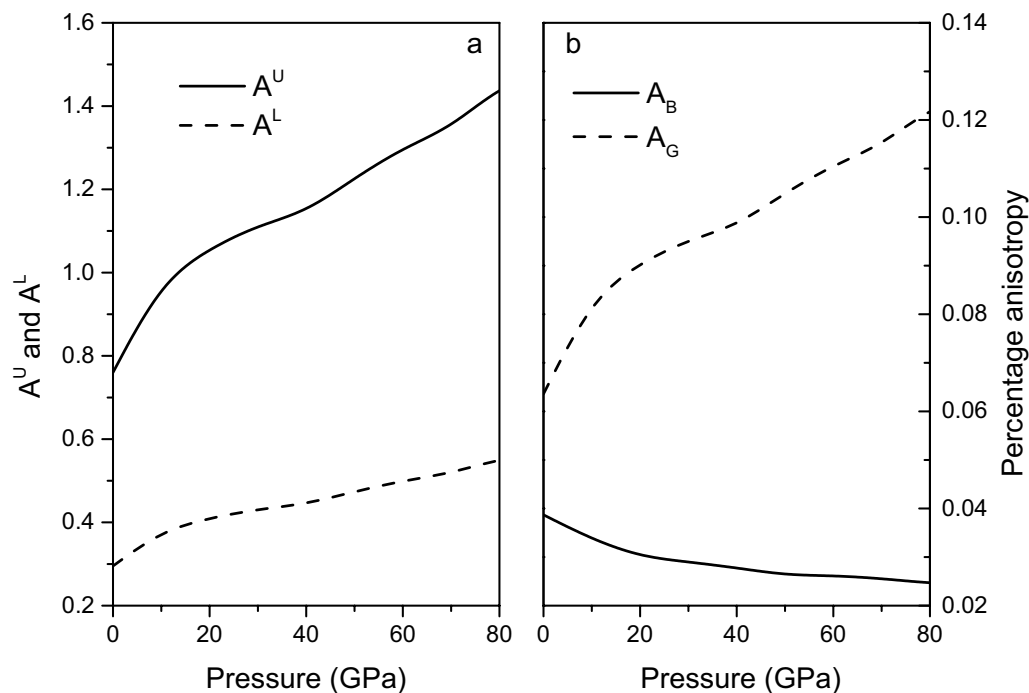 a
A^U
A^L
A^U and A^L
1.6
1.4
1.2
1.0
0.8
0.6
0.4
0.2
0 20 40 60 80
Pressure (GPa)
b
A_B
A_G
Percentage anisotropy
0.14
0.12
0.10
0.08
0.06
0.04
0.02
0 20 40 60 80
Pressure (GPa)